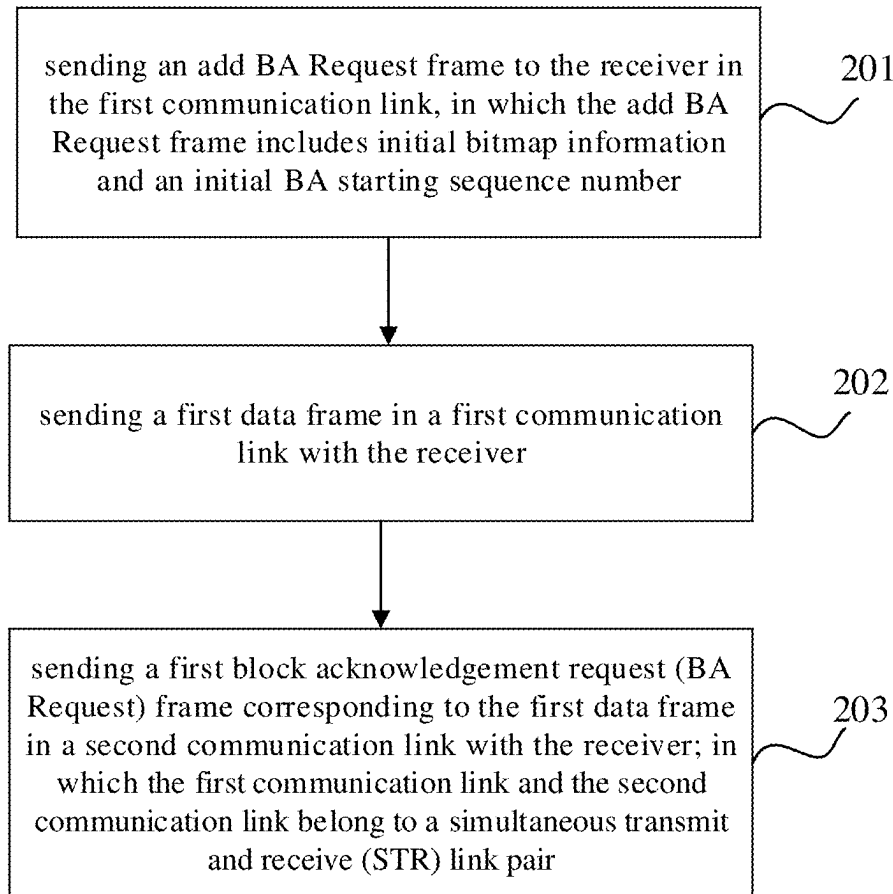 sending an add BA Request frame to the receiver in
the first communication link, in which the add BA
Request frame includes initial bitmap information
and an initial BA starting sequence number
201
sending a first data frame in a first communication
link with the receiver
202
sending a first block acknowledgement request (BA
Request) frame corresponding to the first data frame
in a second communication link with the receiver; in
which the first communication link and the second
communication link belong to a simultaneous transmit
and receive (STR) link pair
203